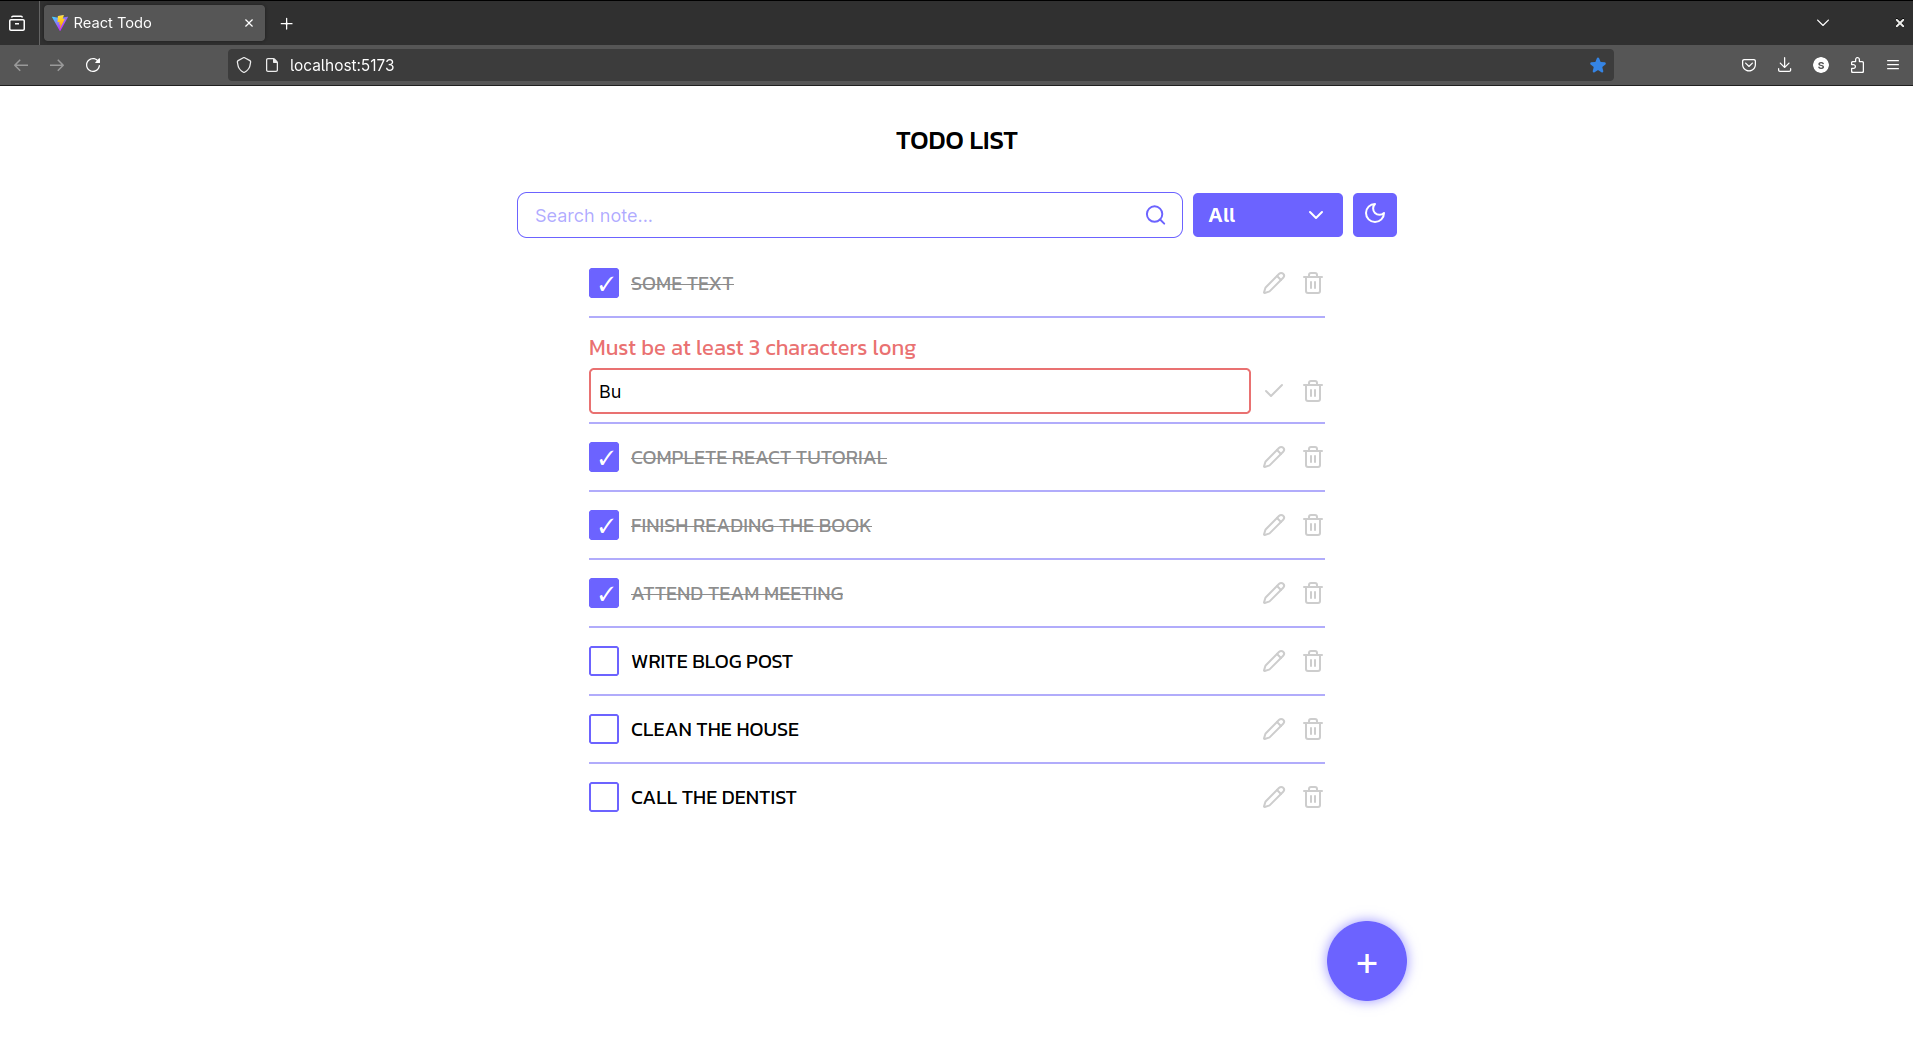 React Todo
localhost:5173
S
TODO LIST
Search note...
All
SOME TEXT
Must be at least 3 characters long
Bu
COMPLETE REACT TUTORIAL
FINISH READING THE BOOK
ATTEND TEAM MEETING
WRITE BLOG POST
CLEAN THE HOUSE
CALL THE DENTIST